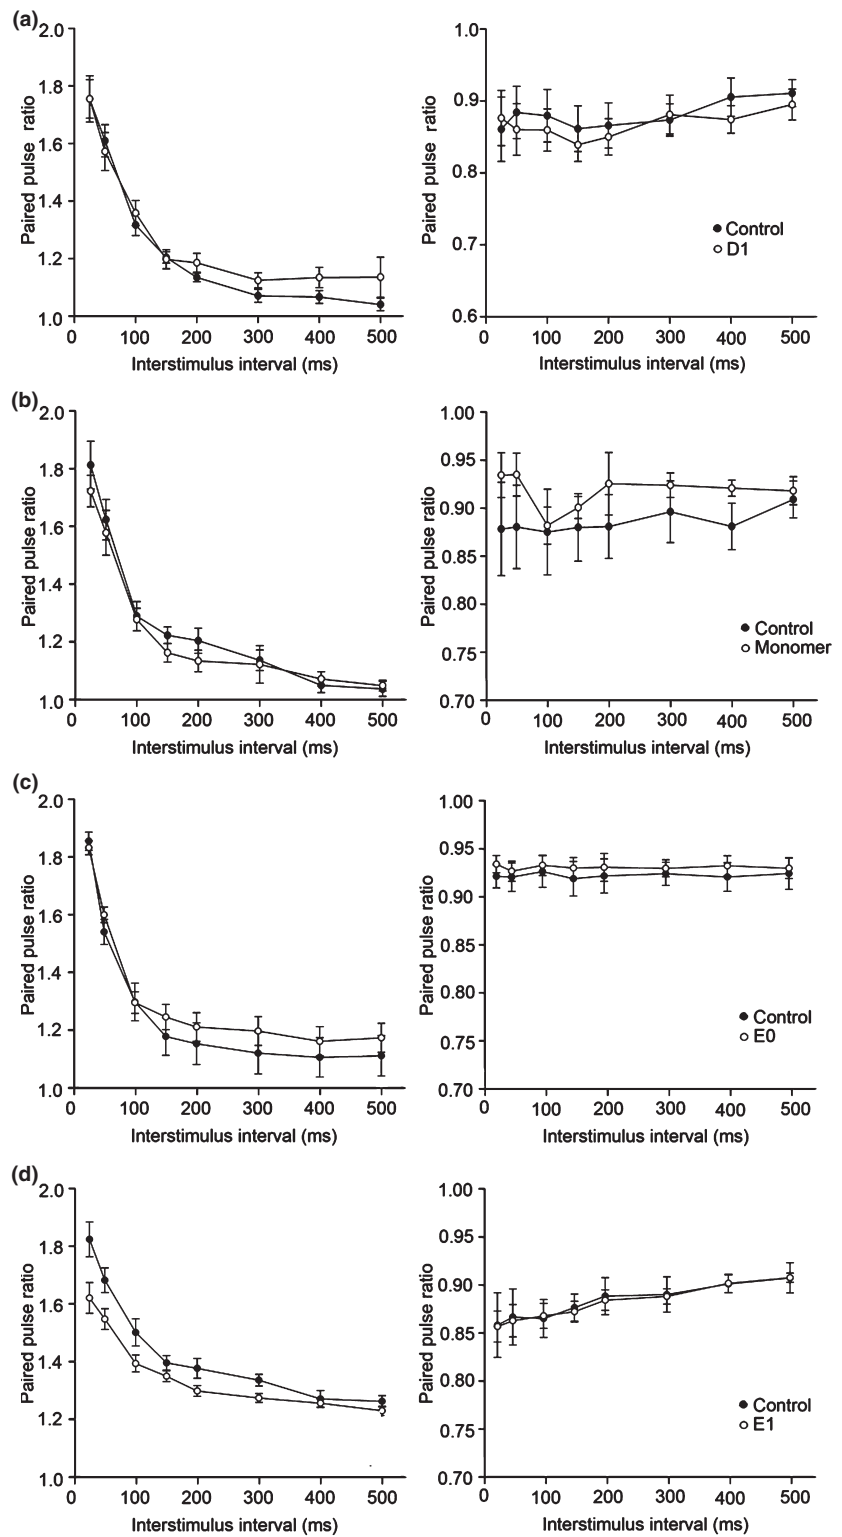 (a)
2.0
1.8
1.6
1.4
1.2
1.0
Paired pulse ratio
0 100 200 300 400 500
Interstimulus interval (ms)
1.0
0.9
0.8
0.7
0.6
Paired pulse ratio
Control
D1
0 100 200 300 400 500
Interstimulus interval (ms)
(b)
2.0
1.8
1.6
1.4
1.2
1.0
Paired pulse ratio
0 100 200 300 400 500
Interstimulus interval (ms)
1.00
0.95
0.90
0.85
0.80
0.75
0.70
Paired pulse ratio
Control
Monomer
0 100 200 300 400 500
Interstimulus interval (ms)
(c)
2.0
1.8
1.6
1.4
1.2
1.0
Paired pulse ratio
0 100 200 300 400 500
Interstimulus interval (ms)
1.00
0.95
0.90
0.85
0.80
0.75
0.70
Paired pulse ratio
Control
E0
0 100 200 300 400 500
Interstimulus interval (ms)
(d)
2.0
1.8
1.6
1.4
1.2
1.0
Paired pulse ratio
0 100 200 300 400 500
Interstimulus interval (ms)
1.00
0.95
0.90
0.85
0.80
0.75
0.70
Paired pulse ratio
Control
E1
0 100 200 300 400 500
Interstimulus interval (ms)